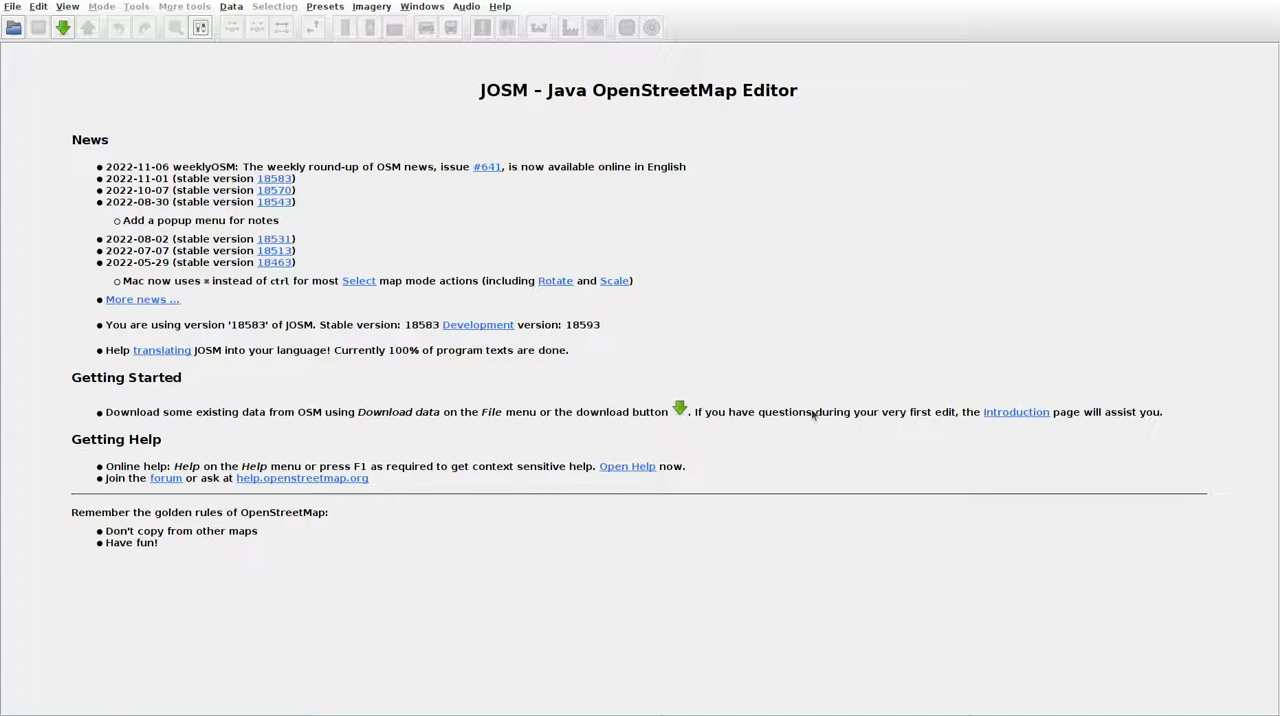 File Edit View Mode Tools More tools Data Selection Presets Imagery Windows Audio Help
JOSM – Java OpenStreetMap Editor
News
2022-11-06 weeklyOSM: The weekly round-up of OSM news, issue #641, is now available online in English
2022-11-01 (stable version 18583)
2022-10-07 (stable version 18570)
2022-08-30 (stable version 18543)
Add a popup menu for notes
2022-08-02 (stable version 18531)
2022-07-07 (stable version 18513)
2022-05-29 (stable version 18463)
Mac now uses ⌘ instead of ctrl for most Select map mode actions (including Rotate and Scale)
More news ...
You are using version '18583' of JOSM. Stable version: 18583 Development version: 18593
Help translating JOSM into your language! Currently 100% of program texts are done.
Getting Started
Download some existing data from OSM using Download data on the File menu or the download button . If you have questions during your very first edit, the Introduction page will assist you.
Getting Help
Online help: Help on the Help menu or press F1 as required to get context sensitive help. Open Help now.
Join the forum or ask at help.openstreetmap.org
Remember the golden rules of OpenStreetMap:
Don't copy from other maps
Have fun!